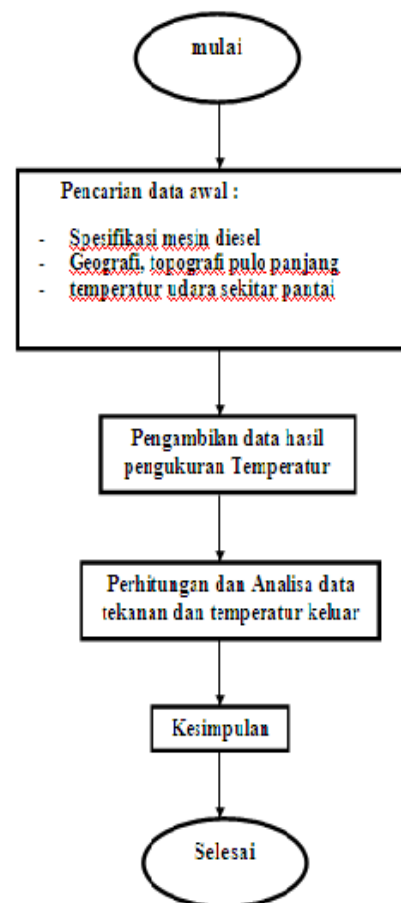 mulai
Pencarian data awal :
- Spesifikasi mesin diesel
- Geografi, topografi pulo panjang
- temperatur udara sekitar pantai
Pengambilan data hasil
pengukuran Temperatur
Perhitungan dan Analisa data
tekanan dan temperatur keluar
Kesimpulan
Selesai